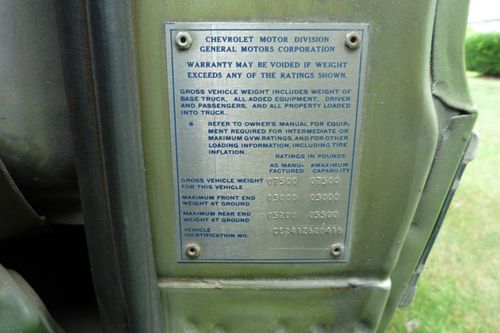 CHEVROLET MOTOR DIVISION
GENERAL MOTORS CORPORATION
WARRANTY MAY BE VOIDED IF WEIGHT
EXCEEDS ANY OF THE RATINGS SHOWN.
GROSS VEHICLE WEIGHT INCLUDES WEIGHT OF
BASE TRUCK, ALL ADDED EQUIPMENT, DRIVER
AND PASSENGERS, AND ALL PROPERTY LOADED
INTO TRUCK.
* REFER TO OWNER'S MANUAL FOR EQUIP-
MENT REQUIRED FOR INTERMEDIATE OR
MAXIMUM GVW RATINGS, AND FOR OTHER
LOADING INFORMATION, INCLUDING TIRE
INFLATION.
RATINGS IN POUNDS
AS MANU- *MAXIMUM
FACTURED CAPABILITY
GROSS VEHICLE WEIGHT 07500 07500
FOR THIS VEHICLE
MAXIMUM FRONT END 03000 03000
WEIGHT AT GROUND
MAXIMUM REAR END 05200 05500
WEIGHT AT GROUND
VEHICLE
IDENTIFICATION NO.